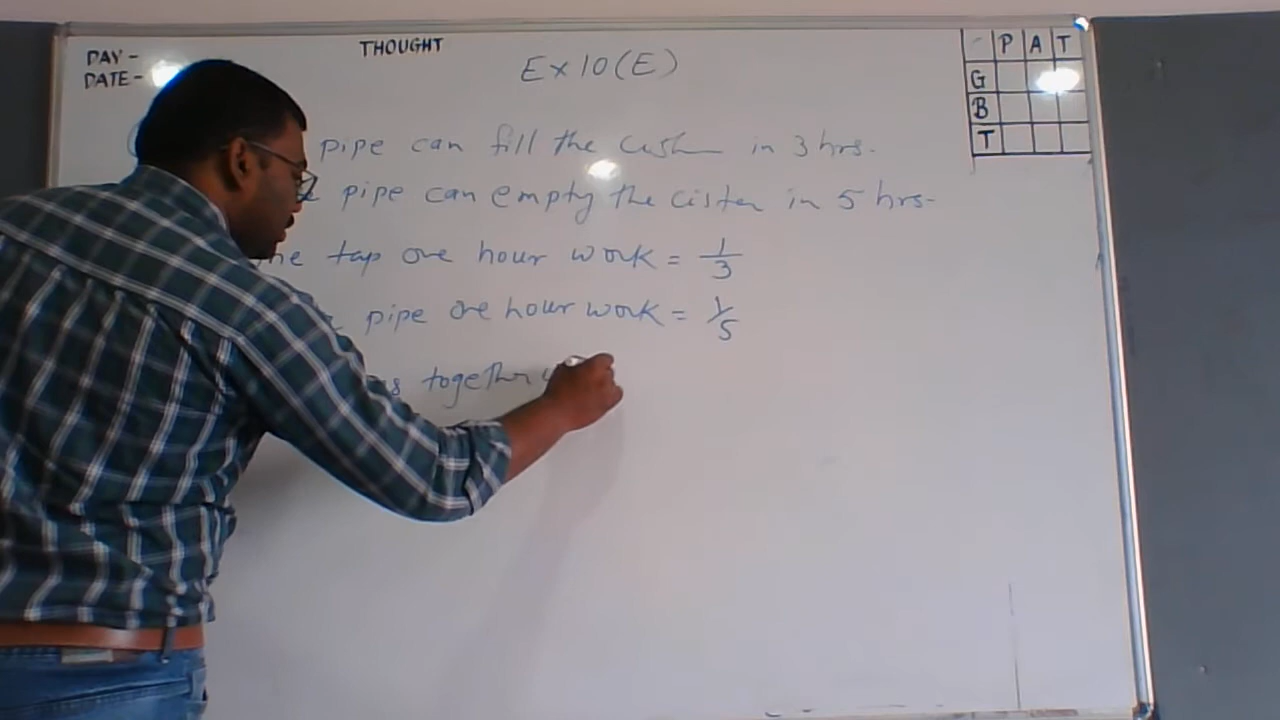 DAY - THOUGHT Ex 10(E) P A T
DATE - G
B
T
pipe can fill the in 3 hrs.
pipe can empty the cistern in 5 hrs.
tap one hour work = 1/3
pipe one hour work = 1/5
together